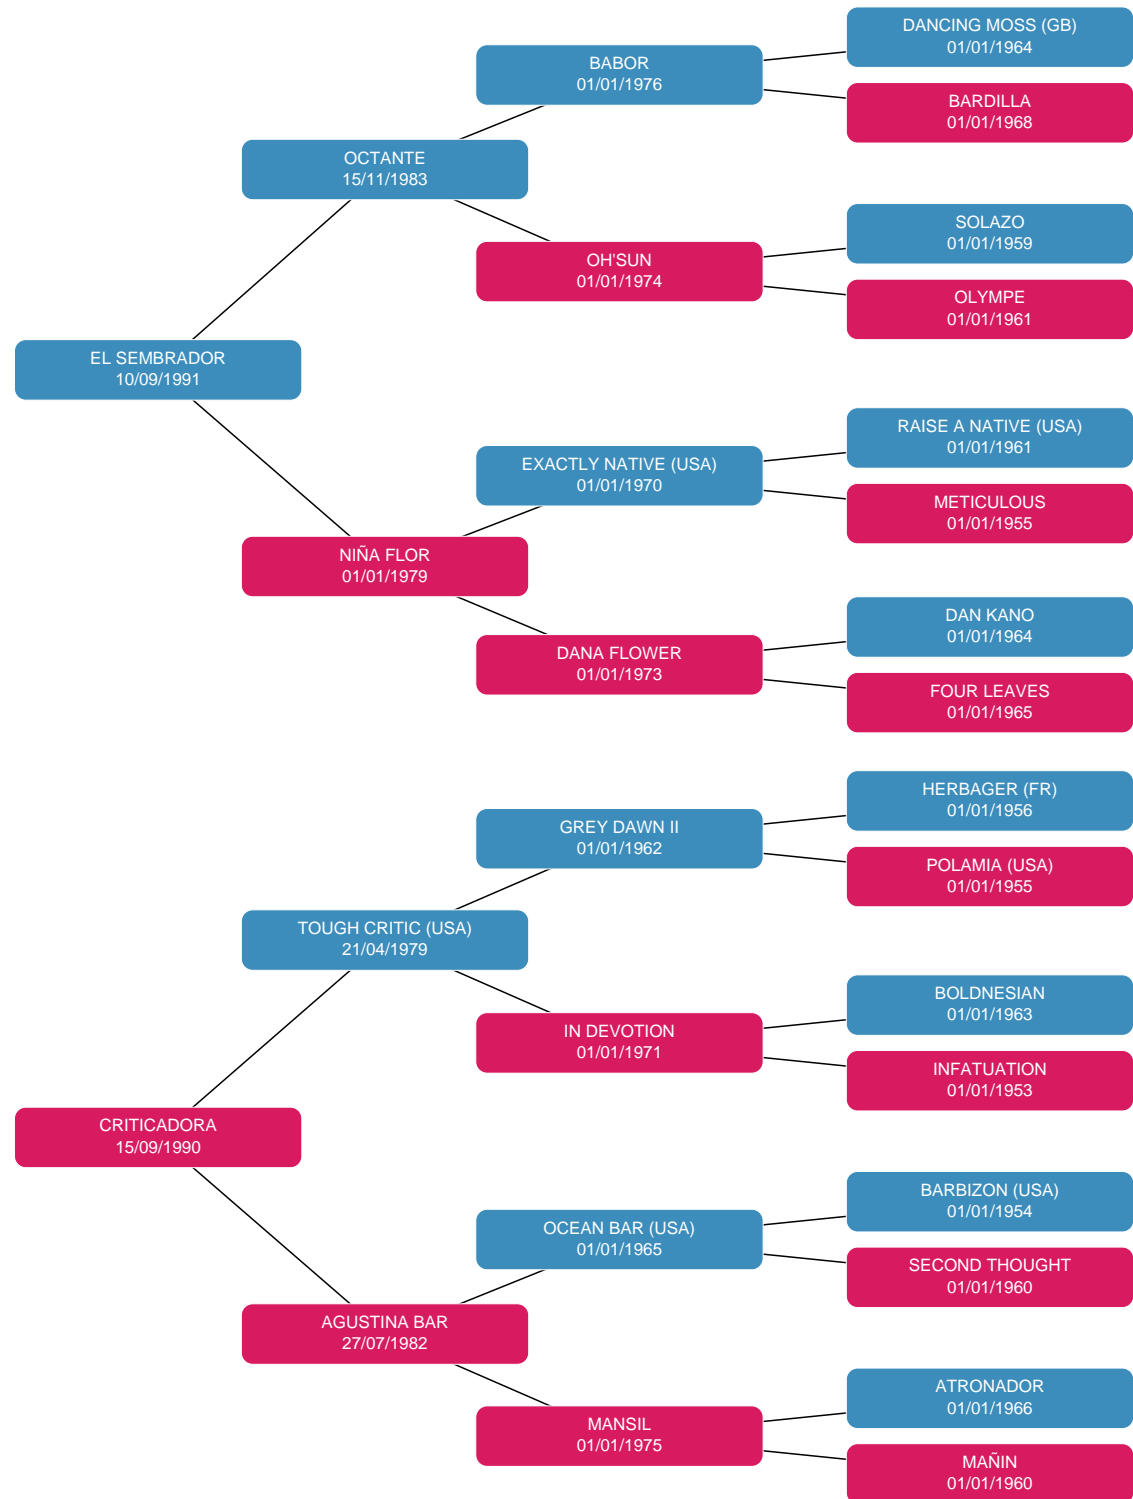 DANCING MOSS (GB)
01/01/1964
BABOR
01/01/1976
BARDILLA
01/01/1968
OCTANTE
15/11/1983
SOLAZO
01/01/1959
OH'SUN
01/01/1974
OLYMPE
01/01/1961
EL SEMBRADOR
10/09/1991
RAISE A NATIVE (USA)
01/01/1961
EXACTLY NATIVE (USA)
01/01/1970
METICULOUS
01/01/1955
NIÑA FLOR
01/01/1979
DAN KANO
01/01/1964
DANA FLOWER
01/01/1973
FOUR LEAVES
01/01/1965
HERBAGER (FR)
01/01/1956
GREY DAWN II
01/01/1962
POLAMIA (USA)
01/01/1955
TOUGH CRITIC (USA)
21/04/1979
BOLDNESIAN
01/01/1963
IN DEVOTION
01/01/1971
INFATUATION
01/01/1953
CRITICADORA
15/09/1990
BARBIZON (USA)
01/01/1954
OCEAN BAR (USA)
01/01/1965
SECOND THOUGHT
01/01/1960
AGUSTINA BAR
27/07/1982
ATRONADOR
01/01/1966
MANSIL
01/01/1975
MAÑIN
01/01/1960